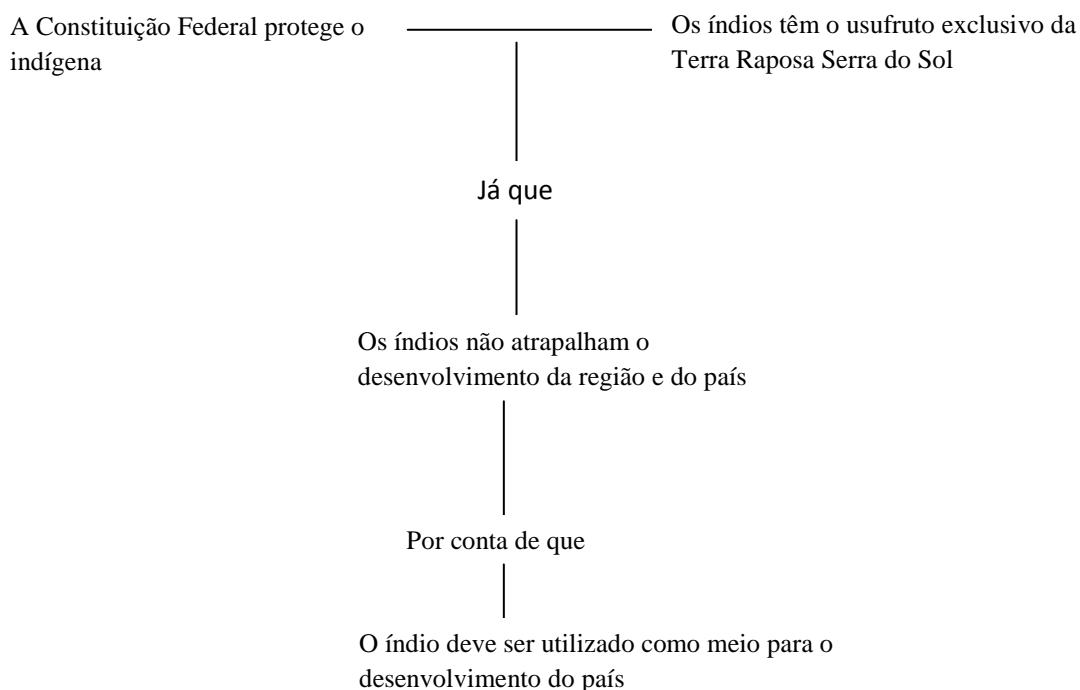 A Constituição Federal protege o
indígena
Os índios têm o usufruto exclusivo da
Terra Raposa Serra do Sol
Já que
Os índios não atrapalham o
desenvolvimento da região e do país
Por conta de que
O índio deve ser utilizado como meio para o
desenvolvimento do país